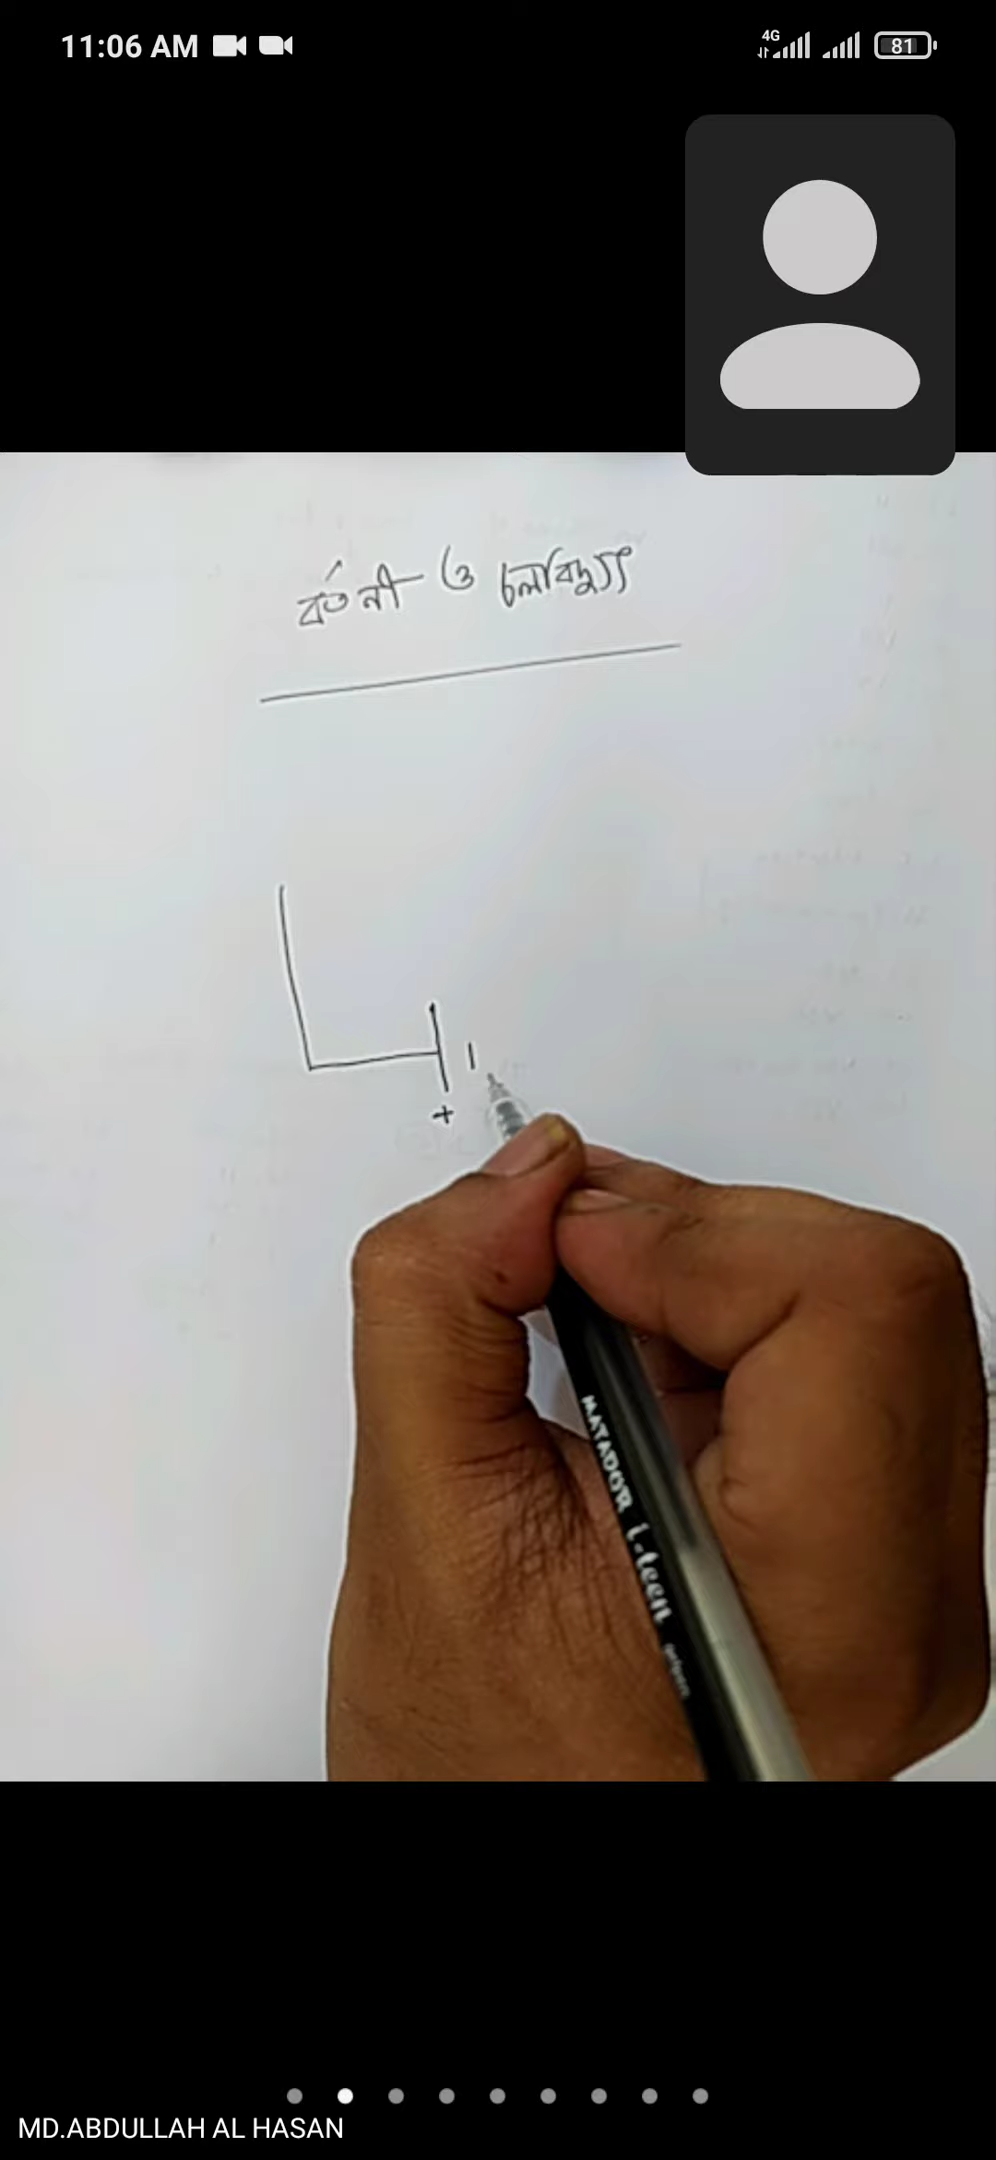 11:06 AM
4G
81
বর্তনী ও চলবিদ্যুৎ
+
MATADOR i-teen
MD.ABDULLAH AL HASAN